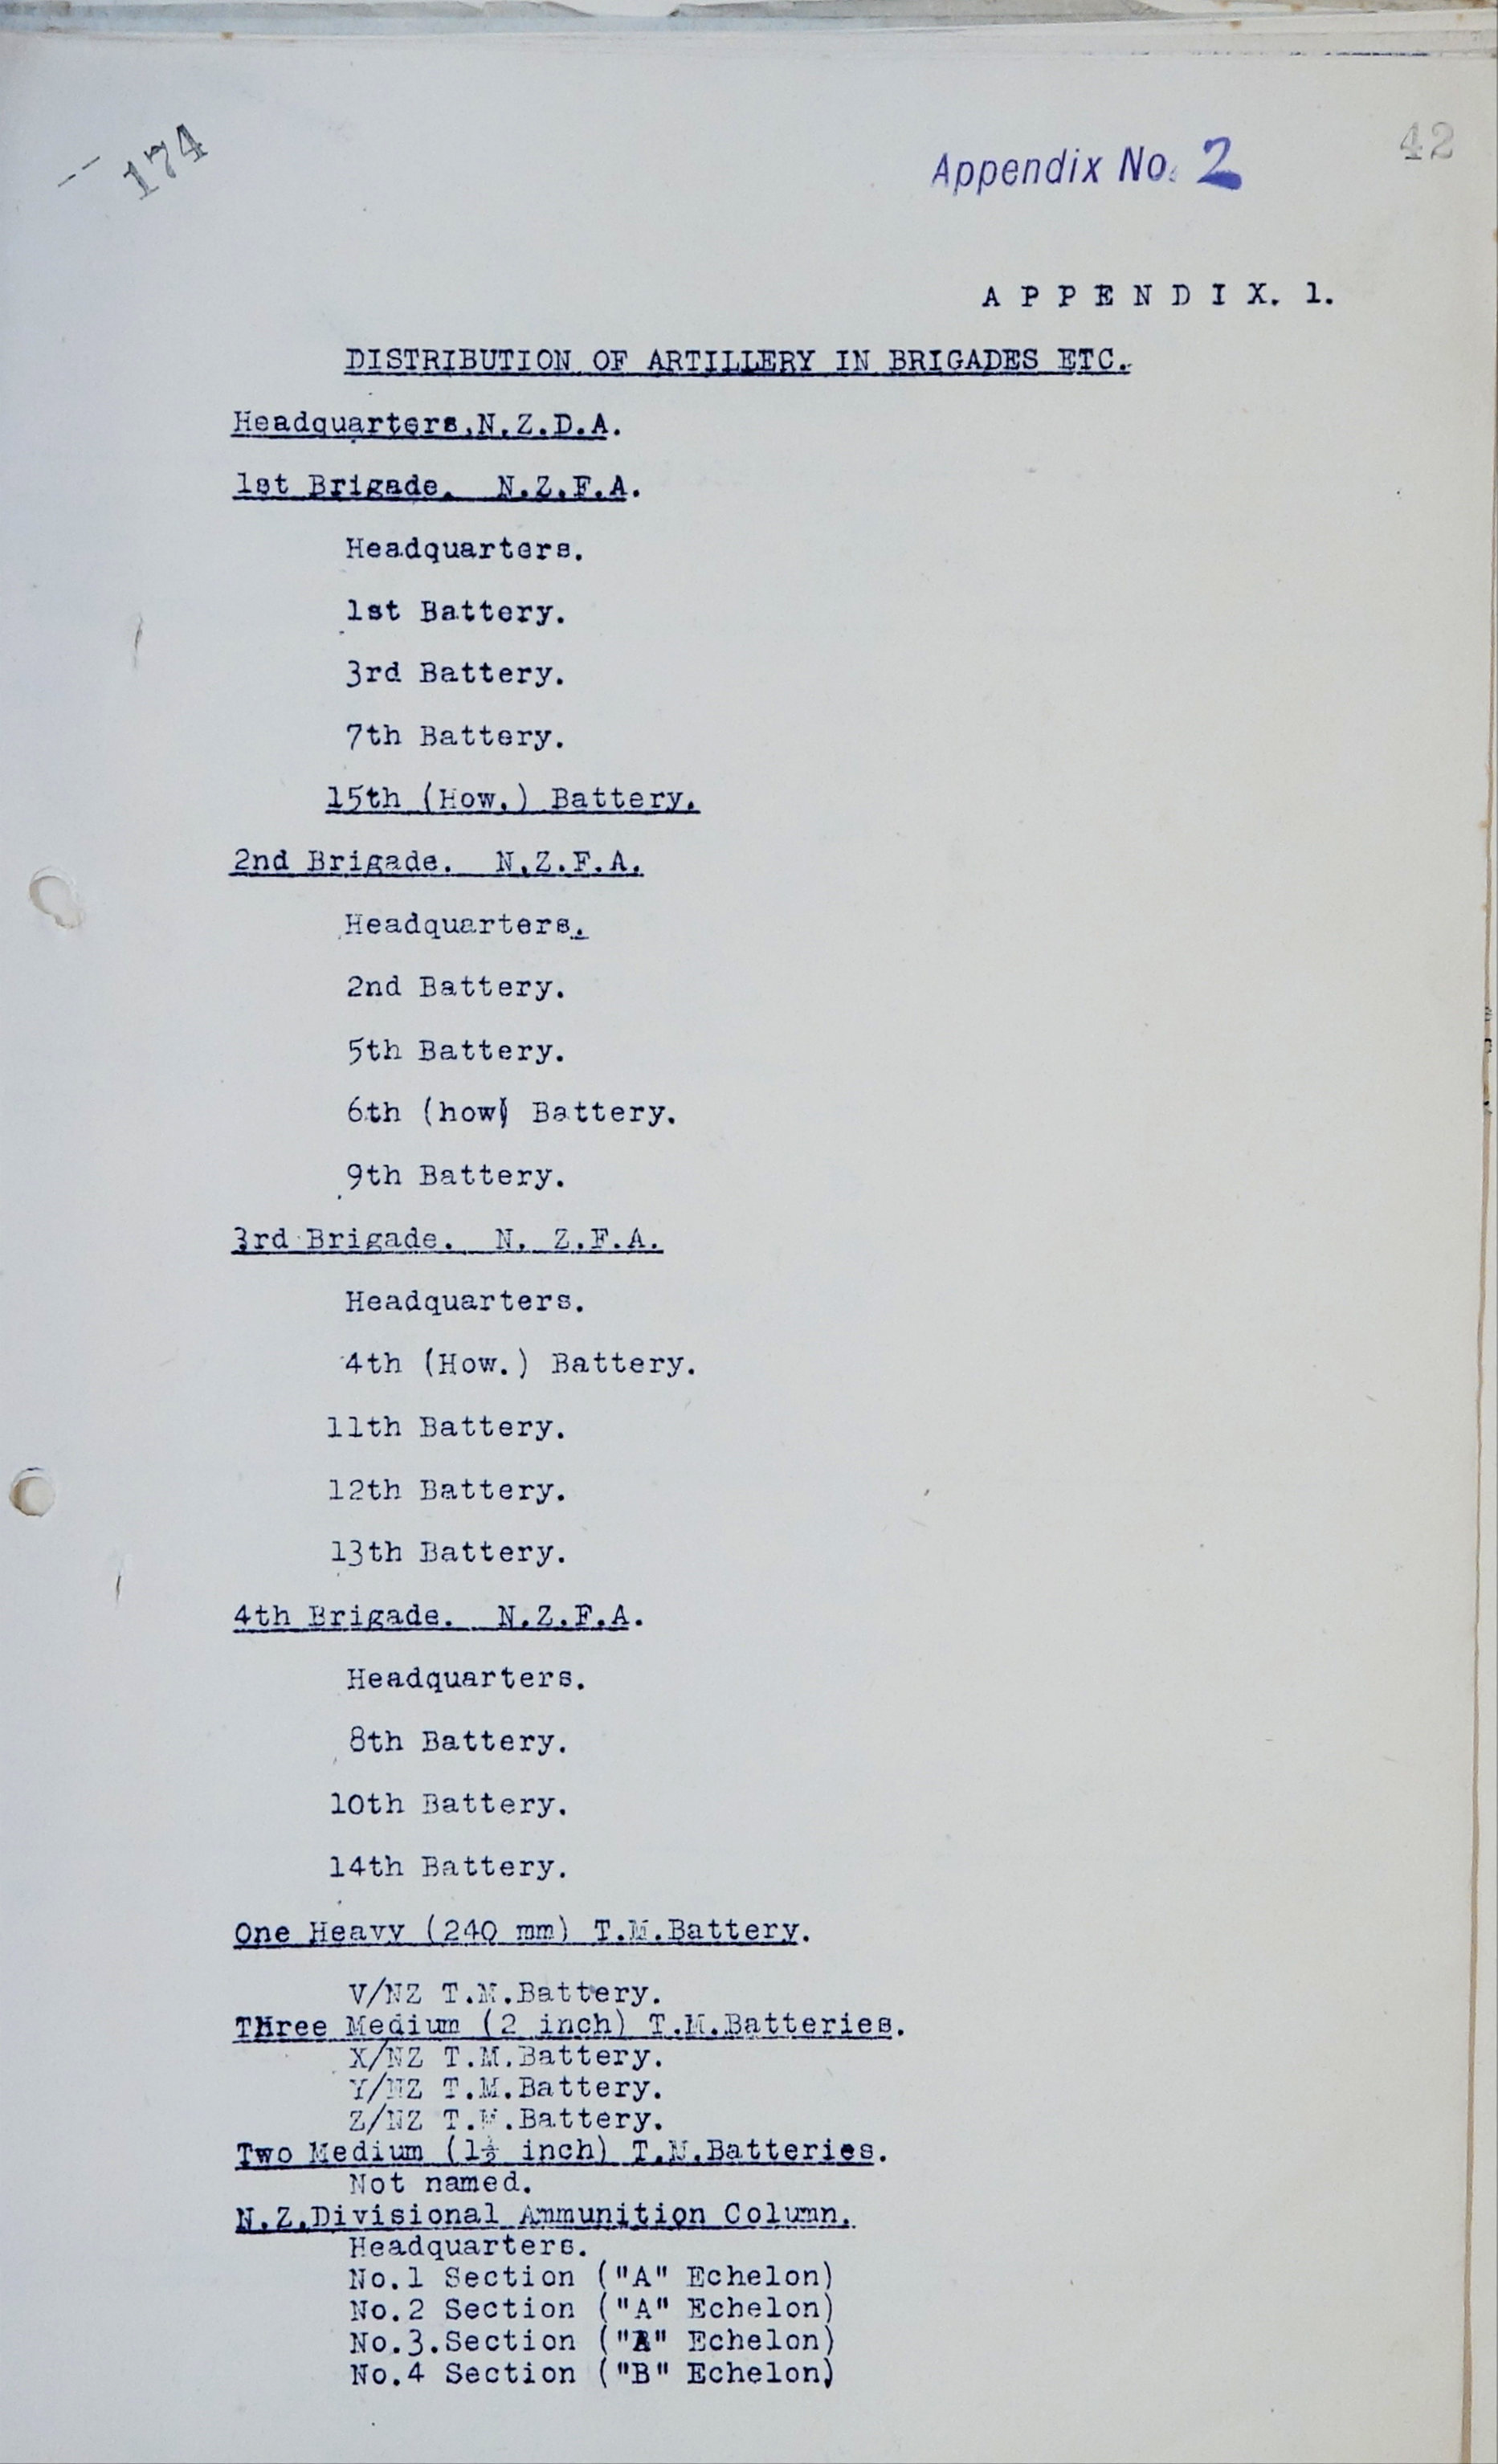 174
42
Appendix No. 2
A P P E N D I X. 1.
DISTRIBUTION OF ARTILLERY IN BRIGADES ETC.
Headquarters.N.Z.D.A.
1st Brigade. N.Z.F.A.
Headquarters.
1st Battery.
3rd Battery.
7th Battery.
15th (How.) Battery.
2nd Brigade. N.Z.F.A.
Headquarters.
2nd Battery.
5th Battery.
6th (how) Battery.
9th Battery.
3rd Brigade. N. Z.F.A.
Headquarters.
4th (How.) Battery.
11th Battery.
12th Battery.
13th Battery.
4th Brigade. N.Z.F.A.
Headquarters.
8th Battery.
10th Battery.
14th Battery.
One Heavy (240 mm) T.M.Battery.
V/NZ T.M.Battery.
THree Medium (2 inch) T.M.Batteries.
X/NZ T.M.Battery.
Y/NZ T.M.Battery.
Z/NZ T.M.Battery.
Two Medium (1½ inch) T.M.Batteries.
Not named.
N.Z.Divisional Ammunition Column.
Headquarters.
No.1 Section ("A" Echelon)
No.2 Section ("A" Echelon)
No.3.Section (" " Echelon)
No.4 Section ("B" Echelon)